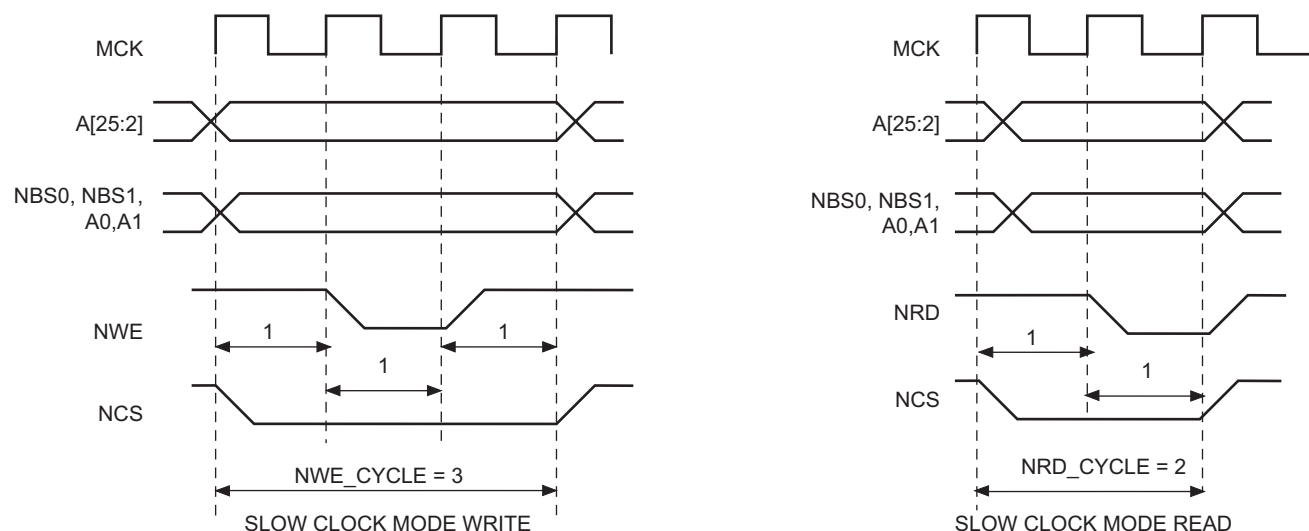 MCK
A[25:2]
NBS0, NBS1,
A0,A1
NWE
1
1
1
NCS
NWE_CYCLE = 3
SLOW CLOCK MODE WRITE
MCK
A[25:2]
NBS0, NBS1,
A0,A1
NRD
1
1
NCS
NRD_CYCLE = 2
SLOW CLOCK MODE READ